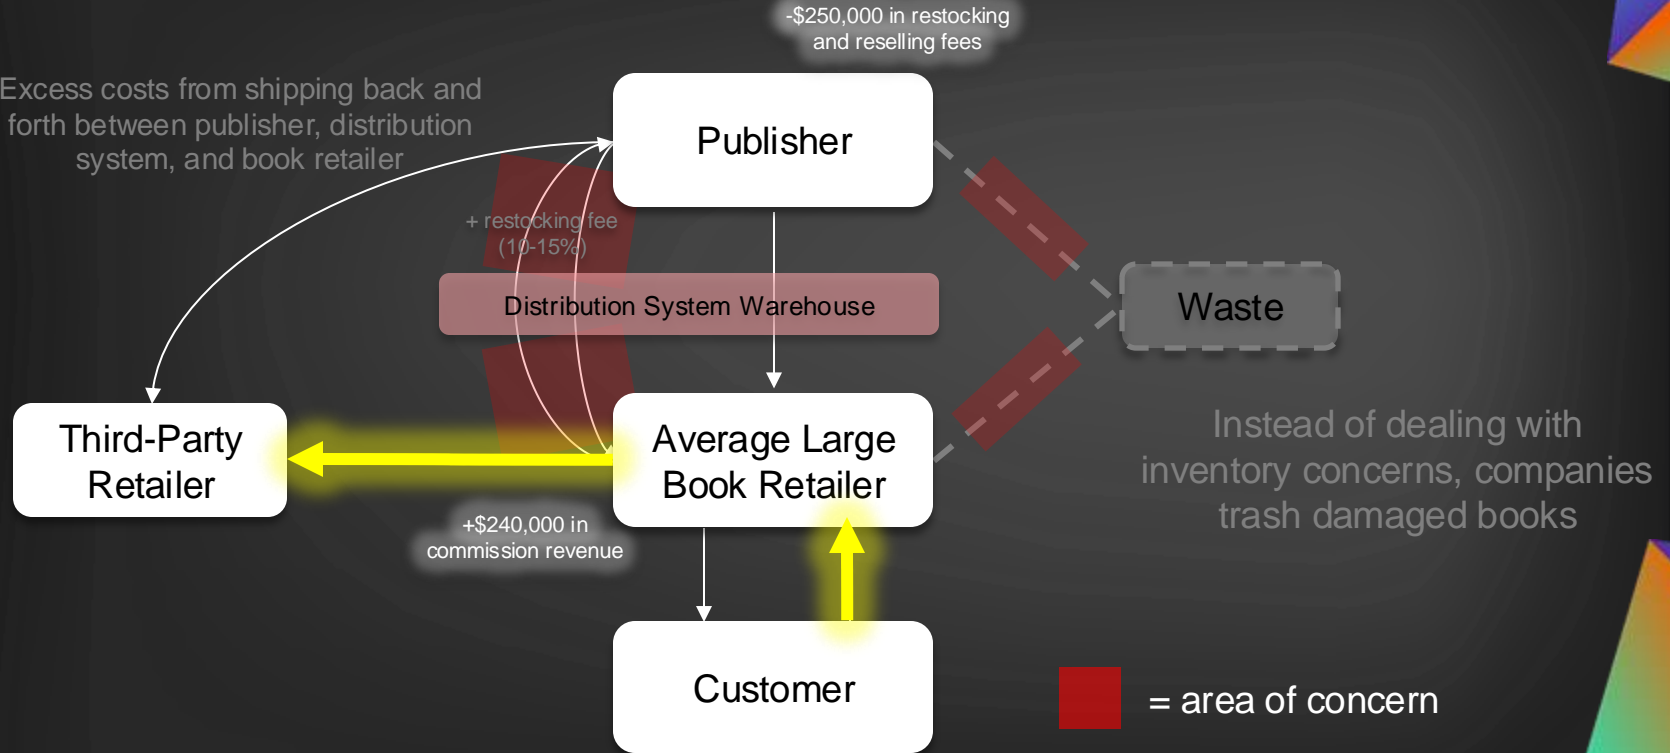 -$250,000 in restocking
and reselling fees
Excess costs from shipping back and
forth between publisher, distribution
system, and book retailer
Publisher
+ restocking fee
(10-15%)
Distribution System Warehouse
Waste
Third-Party
Retailer
Average Large
Book Retailer
Instead of dealing with
inventory concerns, companies
trash damaged books
+$240,000 in
commission revenue
Customer
= area of concern